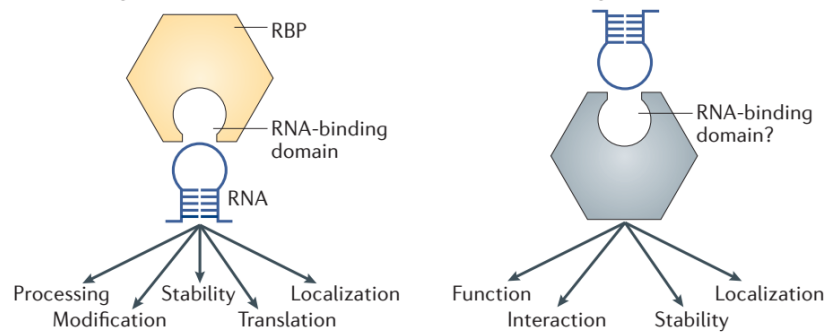 RBP
RNA-binding
domain
RNA
Processing
Stability
Localization
Modification
Translation
RNA-binding
domain?
Function
Localization
Interaction
Stability